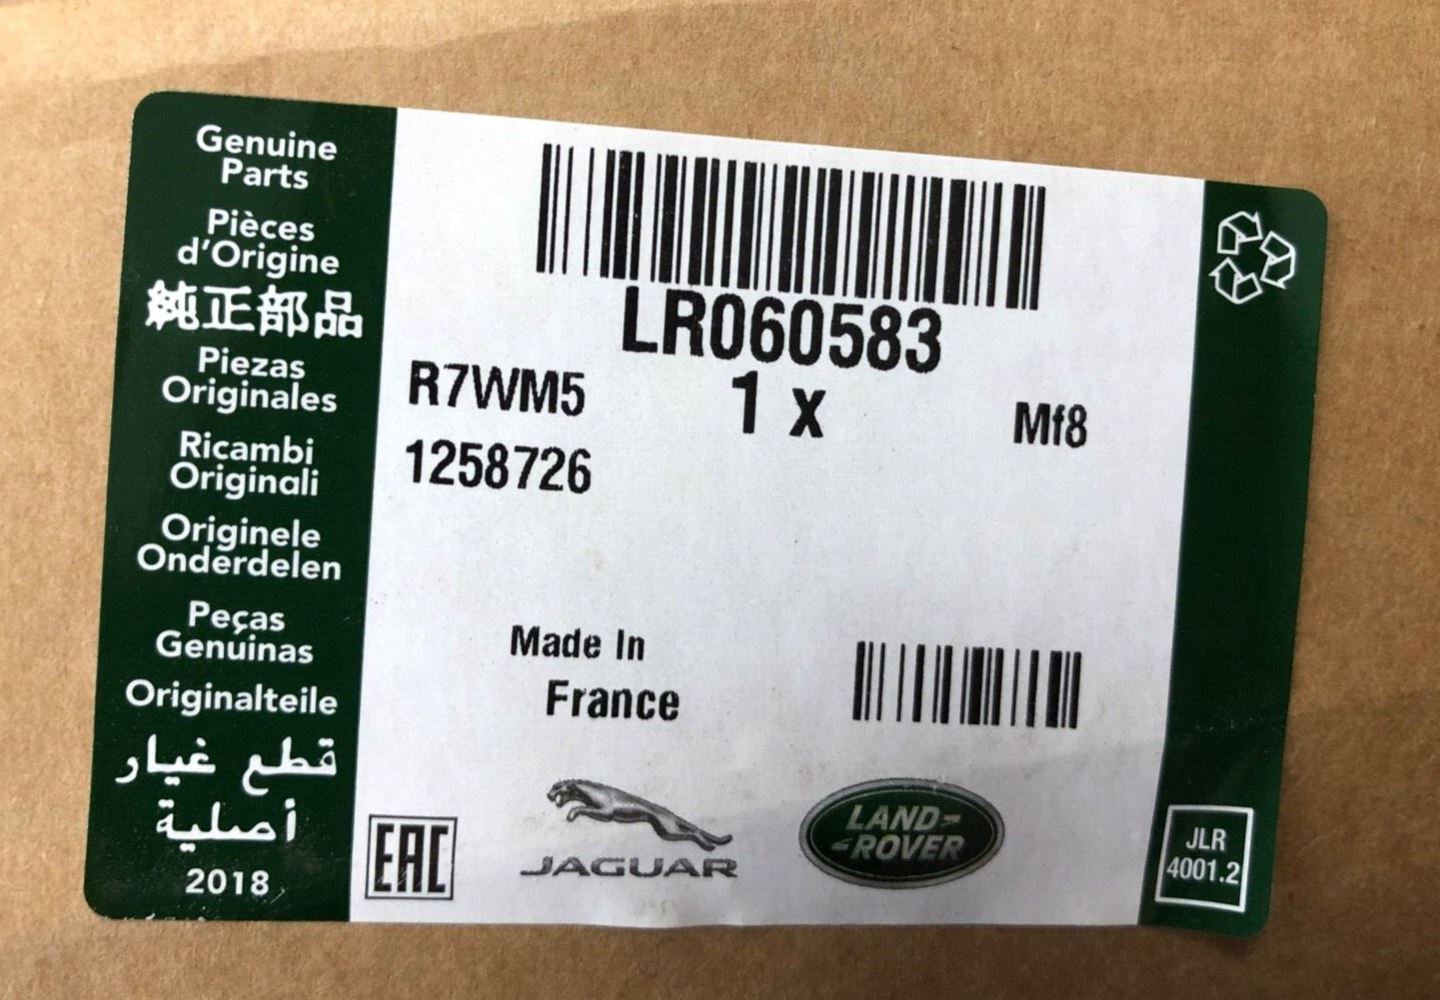 Genuine
Parts
Pièces
d'Origine
純正部品
Piezas
Originales
Ricambi
Originali
Originele
Onderdelen
Peças
Genuínas
Originalteile
قطع غيار
أصلية
2018
LR060583
R7WM5
1 x
Mf8
1258726
Made In
France
EAC
JAGUAR
LAND-
-ROVER
JLR
4001.2